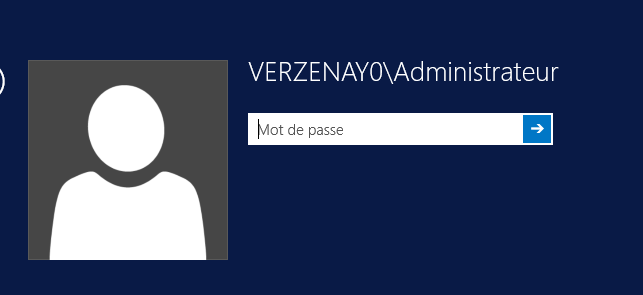 VERZENAY0\Administrateur
Mot de passe